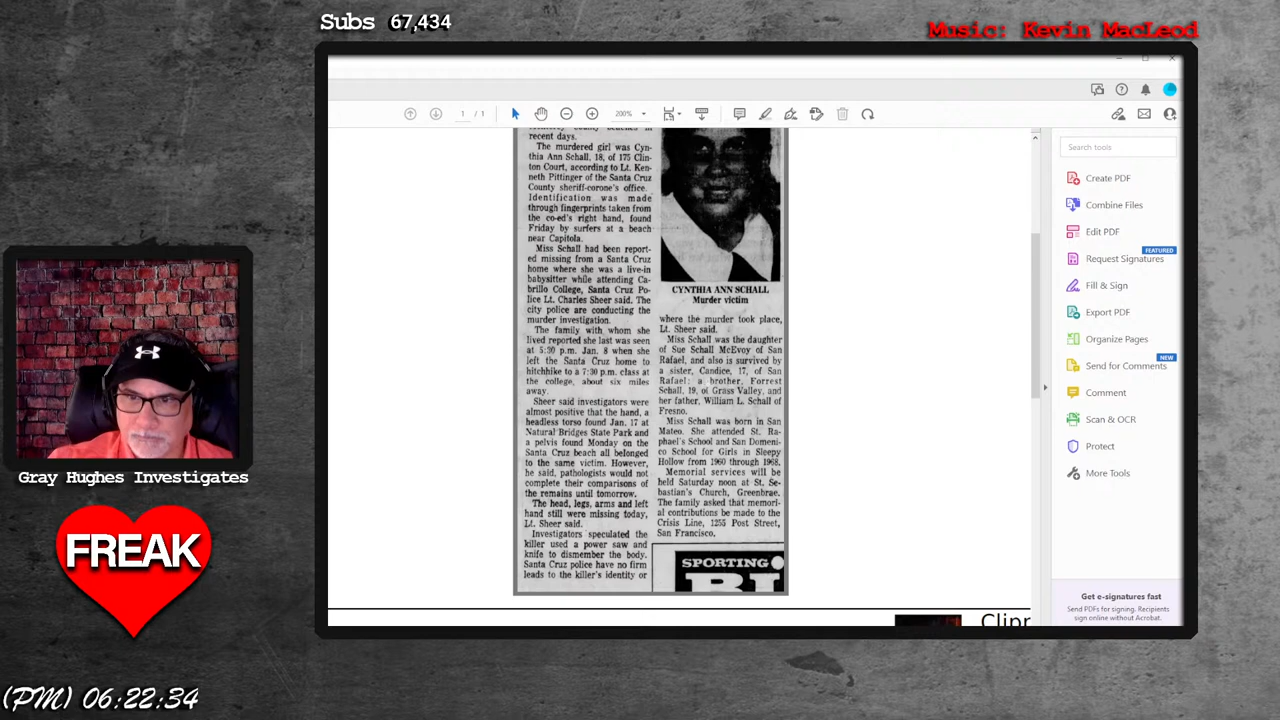 Subs 67,434
Music: Kevin MacLeod
1 / 1
200%
Search tools
Create PDF
Combine Files
Edit PDF
FEATURED
Request Signatures
Fill & Sign
Export PDF
Organize Pages
NEW
Send for Comments
Comment
Scan & OCR
Protect
More Tools
Get e-signatures fast
Send PDFs for signing. Recipients
sign online without Acrobat.
County beaches in
recent days.
The murdered girl was Cyn-
thia Ann Schall, 18, of 175 Clin-
ton Court, according to Lt. Ken-
neth Pittinger of the Santa Cruz
County sheriff-corone's office.
Identification was made
through fingerprints taken from
the co-ed's right hand, found
Friday by surfers at a beach
near Capitola.
Miss Schall had been report-
ed missing from a Santa Cruz
home where she was a live-in
babysitter while attending Ca-
brillo College, Santa Cruz Po-
lice Lt. Charles Sheer said. The
city police are conducting the
murder investigation.
The family with whom she
lived reported she last was seen
at 5:30 p.m. Jan. 8 when she
left the Santa Cruz home to
hitchhike to a 7:30 p.m. class at
the college, about six miles
away.
Sheer said investigators were
almost positive that the hand, a
headless torso found Jan. 17 at
Natural Bridges State Park and
a pelvis found Monday on the
Santa Cruz beach all belonged
to the same victim. However,
he said, pathologists would not
complete their comparisons of
the remains until tomorrow.
The head, legs, arms and left
hand still were missing today,
Lt. Sheer said.
Investigators speculated the
killer used a power saw and
knife to dismember the body.
Santa Cruz police have no firm
leads to the killer's identity or
CYNTHIA ANN SCHALL
Murder victim
where the murder took place,
Lt. Sheer said.
Miss Schall was the daughter
of Sue Schall McEvoy of San
Rafael, and also is survived by
a sister, Candice, 17, of San
Rafael; a brother, Forrest
Schall, 19, of Grass Valley, and
her father, William L. Schall of
Fresno.
Miss Schall was born in San
Mateo. She attended St. Ra-
phael's School and San Domeni-
co School for Girls in Sleepy
Hollow from 1960 through 1968.
Memorial services will be
held Saturday noon at St. Se-
bastian's Church, Greenbrae.
The family asked that memori-
al contributions be made to the
Crisis Line, 1255 Post Street,
San Francisco.
SPORTING
Gray Hughes Investigates
FREAK
(PM) 06:22:34